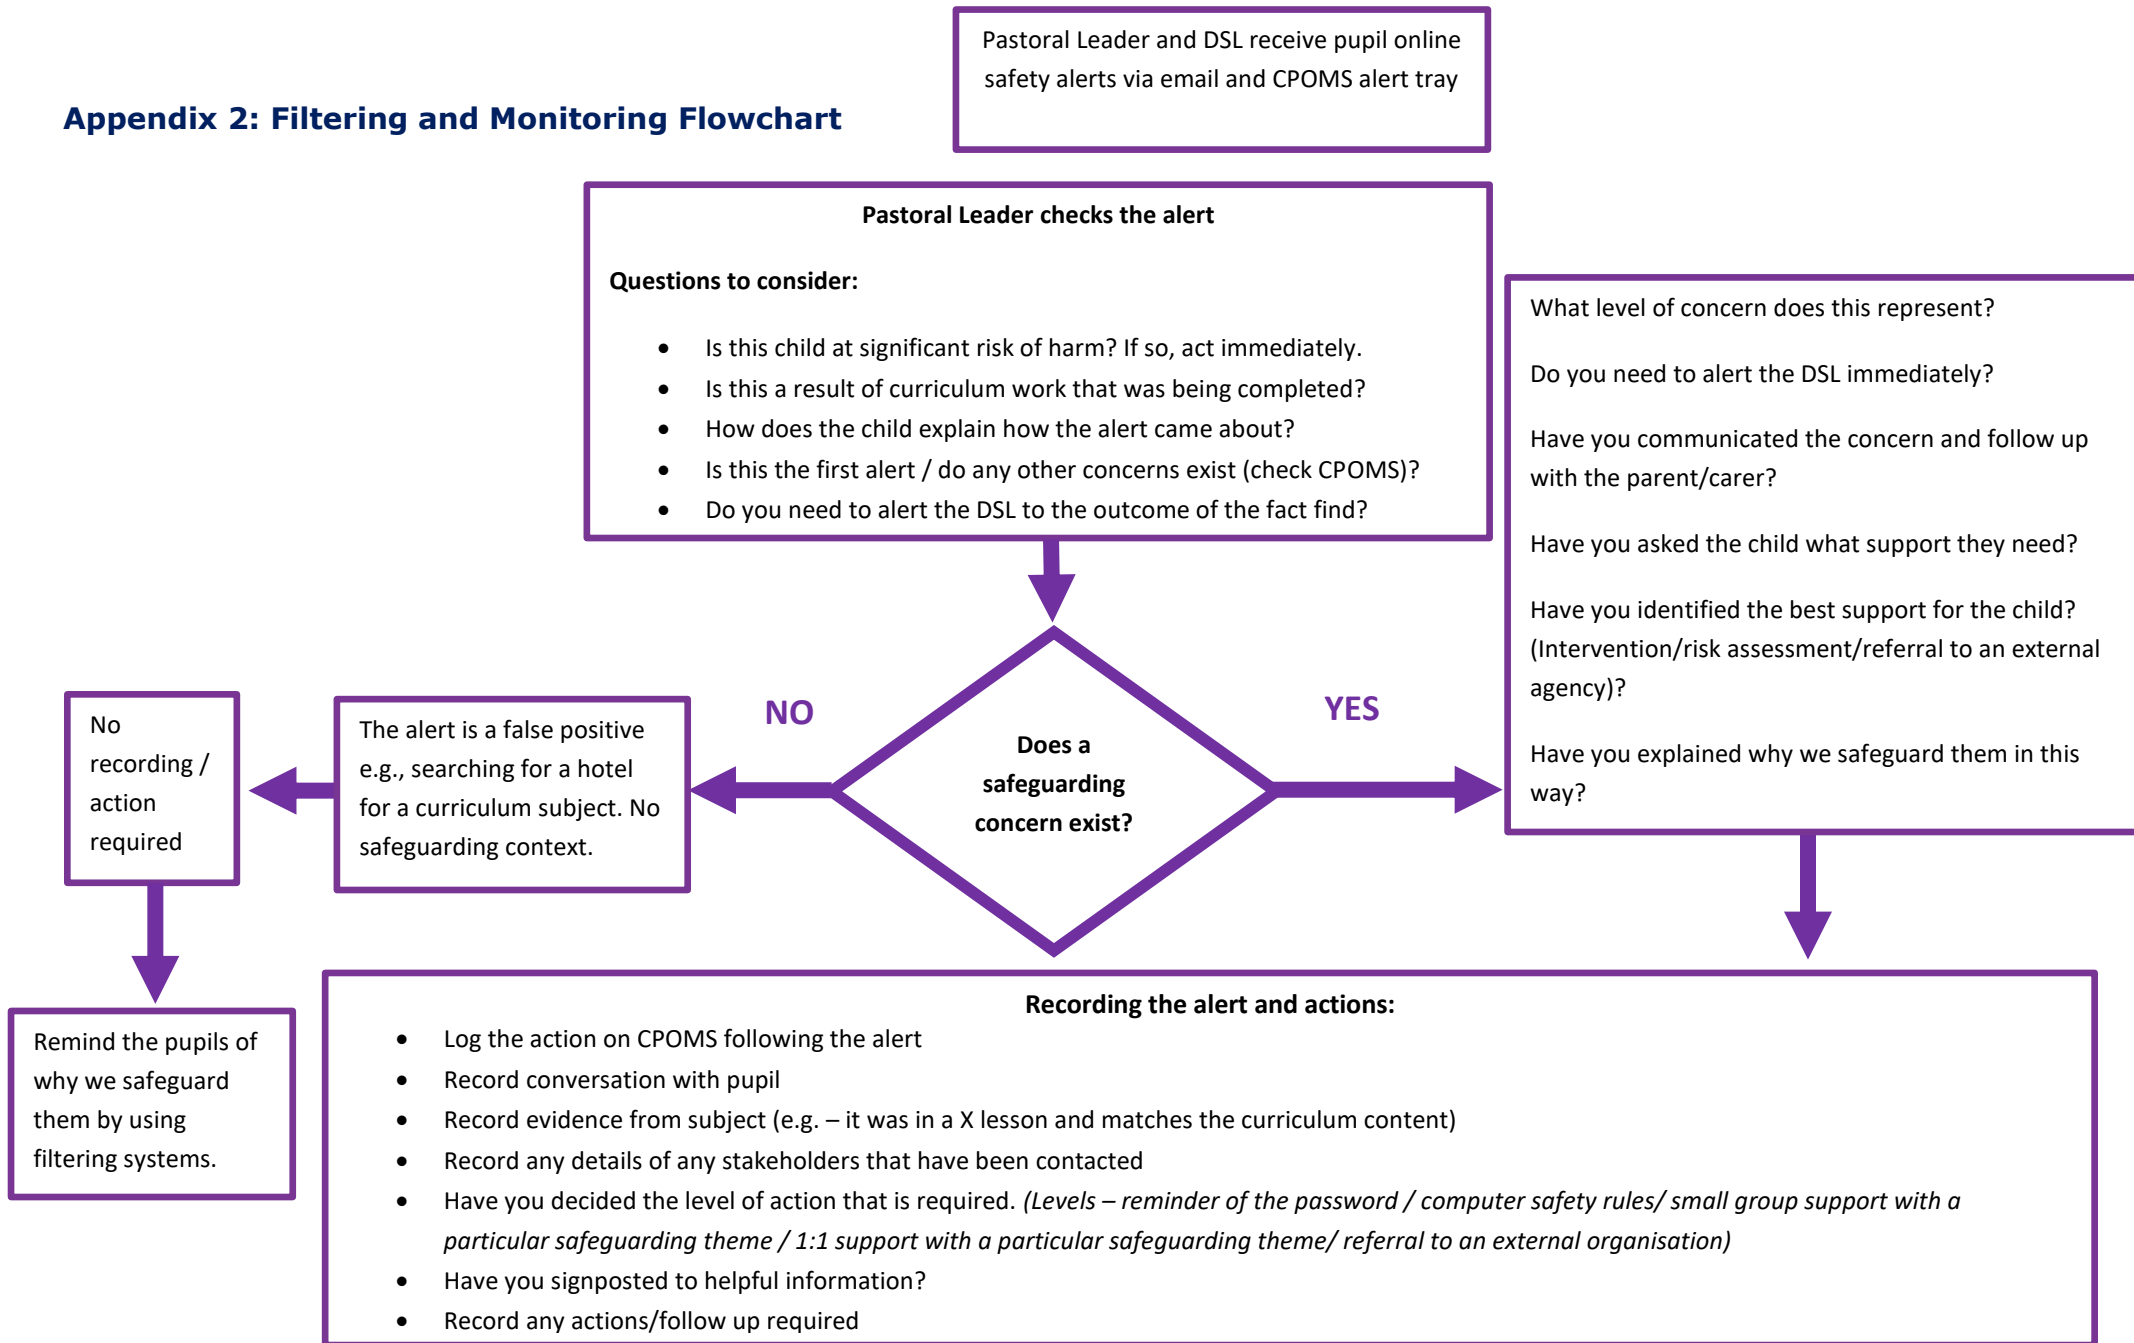 Pastoral Leader and DSL receive pupil online
safety alerts via email and CPOMS alert tray
Appendix 2: Filtering and Monitoring Flowchart
Pastoral Leader checks the alert
Questions to consider:
• Is this child at significant risk of harm? If so, act immediately.
• Is this a result of curriculum work that was being completed?
• How does the child explain how the alert came about?
• Is this the first alert / do any other concerns exist (check CPOMS)?
• Do you need to alert the DSL to the outcome of the fact find?
What level of concern does this represent?
Do you need to alert the DSL immediately?
Have you communicated the concern and follow up
with the parent/carer?
Have you asked the child what support they need?
Have you identified the best support for the child?
(Intervention/risk assessment/referral to an external
agency)?
Have you explained why we safeguard them in this
way?
YES
Does a
safeguarding
concern exist?
NO
The alert is a false positive
e.g., searching for a hotel
for a curriculum subject. No
safeguarding context.
No
recording /
action
required
Remind the pupils of
why we safeguard
them by using
filtering systems.
Recording the alert and actions:
• Log the action on CPOMS following the alert
• Record conversation with pupil
• Record evidence from subject (e.g. – it was in a X lesson and matches the curriculum content)
• Record any details of any stakeholders that have been contacted
• Have you decided the level of action that is required. (Levels – reminder of the password / computer safety rules/ small group support with a
particular safeguarding theme / 1:1 support with a particular safeguarding theme/ referral to an external organisation)
• Have you signposted to helpful information?
• Record any actions/follow up required